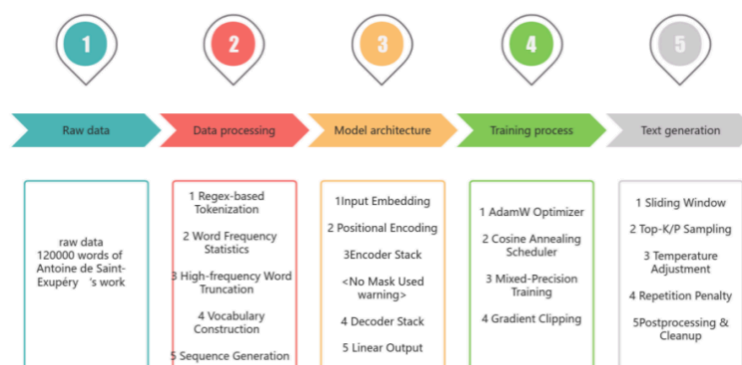 1
2
3
4
5
Raw data
Data processing
Model architecture
Training process
Text generation
raw data
120000 words of
Antoine de Saint-
Exupéry 's work
1 Regex-based
Tokenization
2 Word Frequency
Statistics
3 High-frequency Word
Truncation
4 Vocabulary
Construction
5 Sequence Generation
1Input Embedding
2 Positional Encoding
3Encoder Stack
<No Mask Used
warning>
4 Decoder Stack
5 Linear Output
1 AdamW Optimizer
2 Cosine Annealing
Scheduler
3 Mixed-Precision
Training
4 Gradient Clipping
1 Sliding Window
2 Top-K/P Sampling
3 Temperature
Adjustment
4 Repetition Penalty
5Postprocessing &
Cleanup